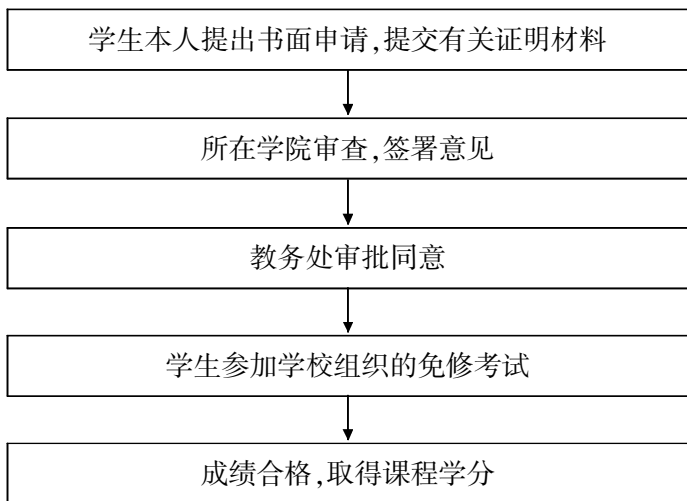 学生本人提出书面申请,提交有关证明材料
所在学院审查,签署意见
教务处审批同意
学生参加学校组织的免修考试
成绩合格,取得课程学分